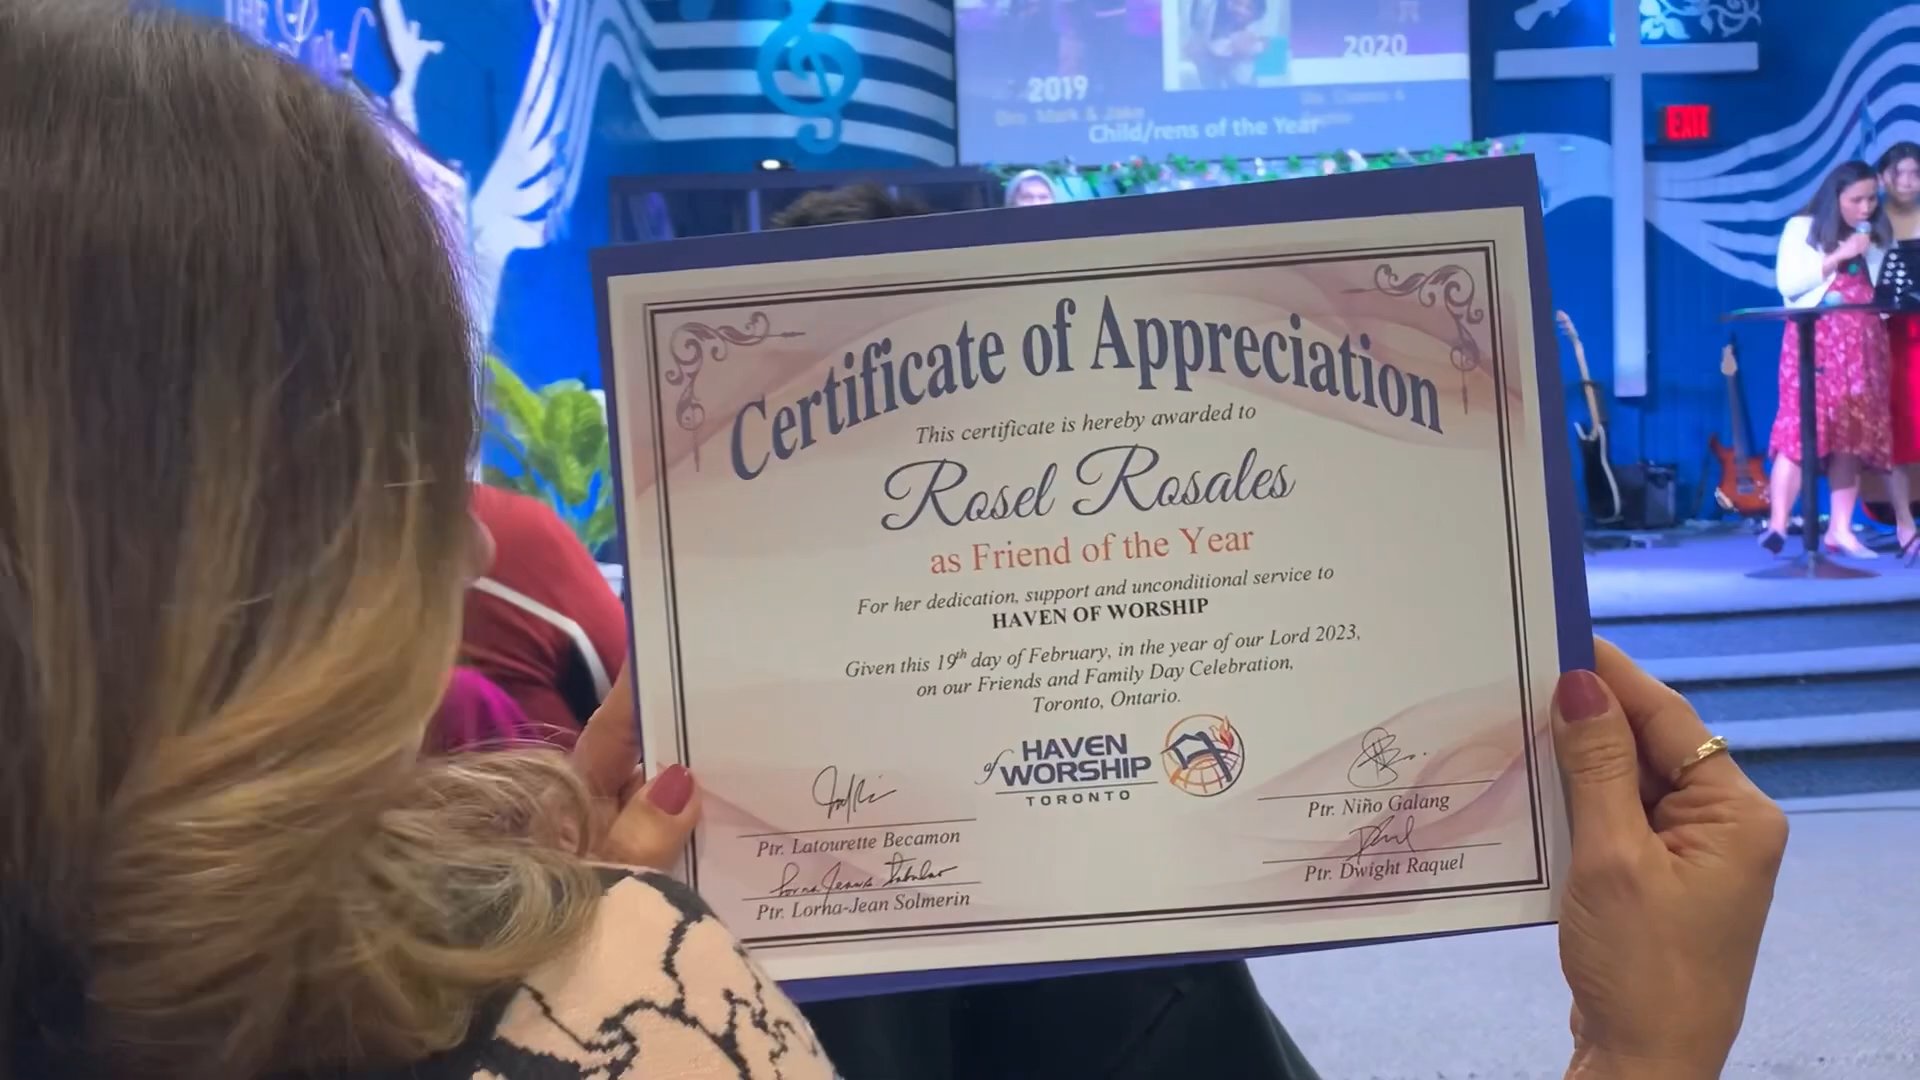 2019
2020
Child/rens of the Year
EXIT
Certificate of Appreciation
This certificate is hereby awarded to
Rosel Rosales
as Friend of the Year
For her dedication, support and unconditional service to
HAVEN OF WORSHIP
Given this 19th day of February, in the year of our Lord 2023,
on our Friends and Family Day Celebration,
Toronto, Ontario.
HAVEN
of WORSHIP
TORONTO
Ptr. Latourette Becamon
Ptr. Lorna-Jean Solmerin
Ptr. Niño Galang
Ptr. Dwight Raquel